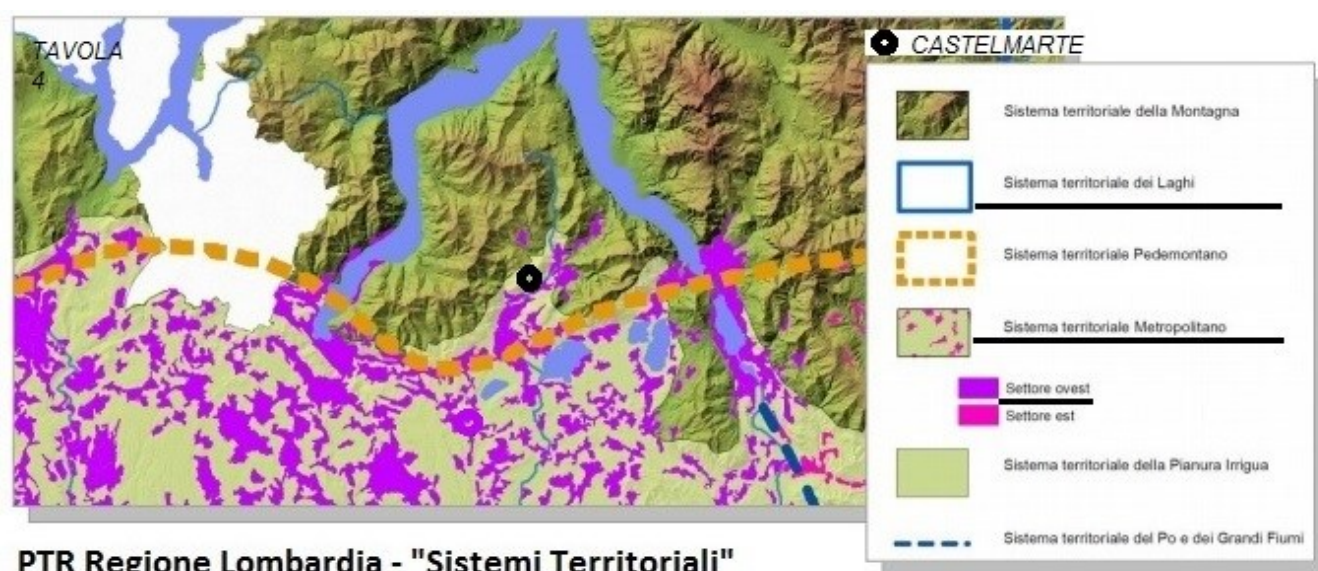 TAVOLA
4
CASTELMARTE
Sistema territoriale della Montagna
Sistema territoriale dei Laghi
Sistema territoriale Pedemontano
Sistema territoriale Metropolitano
Settore ovest
Settore est
Sistema territoriale della Pianura Irrigua
Sistema territoriale del Po e dei Grandi Fiumi
PTR Regione Lombardia - "Sistemi Territoriali"